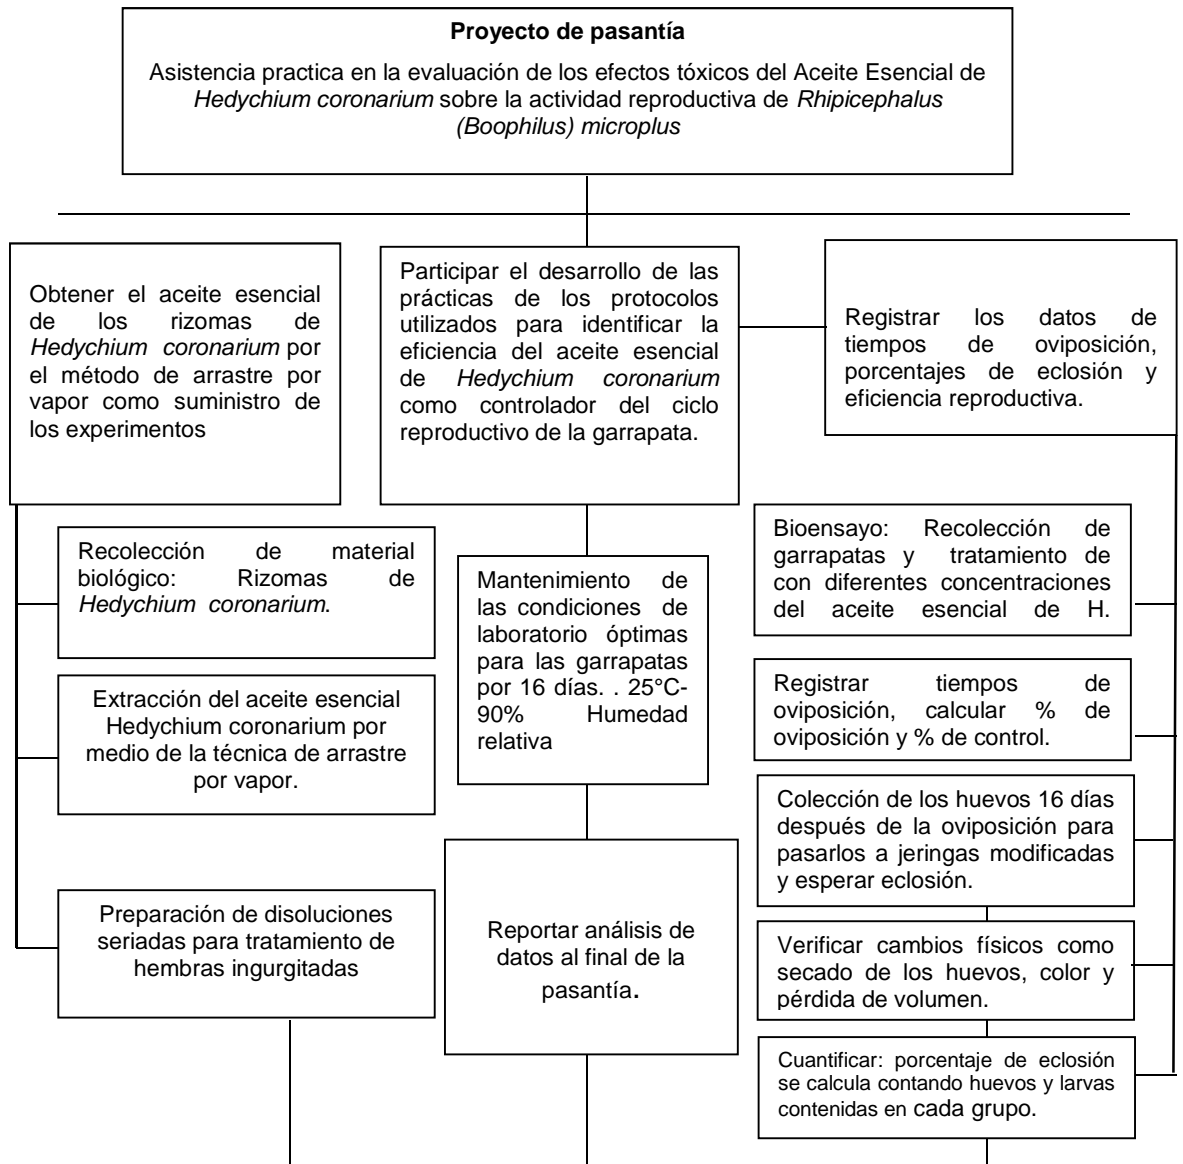 Proyecto de pasantía
Asistencia practica en la evaluación de los efectos tóxicos del Aceite Esencial de
Hedychium coronarium sobre la actividad reproductiva de Rhipicephalus
(Boophilus) microplus
Obtener el aceite esencial
de los rizomas de
Hedychium coronarium por
el método de arrastre por
vapor como suministro de
los experimentos
Participar el desarrollo de las
prácticas de los protocolos
utilizados para identificar la
eficiencia del aceite esencial
de Hedychium coronarium
como controlador del ciclo
reproductivo de la garrapata.
Registrar los datos de
tiempos de oviposición,
porcentajes de eclosión y
eficiencia reproductiva.
Recolección de material
biológico: Rizomas de
Hedychium coronarium.
Extracción del aceite esencial
Hedychium coronarium por
medio de la técnica de arrastre
por vapor.
Preparación de disoluciones
seriadas para tratamiento de
hembras ingurgitadas
Mantenimiento de
las condiciones de
laboratorio óptimas
para las garrapatas
por 16 días. . 25°C-
90% Humedad
relativa
Reportar análisis de
datos al final de la
pasantía.
Bioensayo: Recolección de
garrapatas y tratamiento de
con diferentes concentraciones
del aceite esencial de H.
Registrar tiempos de
oviposición, calcular % de
oviposición y % de control.
Colección de los huevos 16 días
después de la oviposición para
pasarlos a jeringas modificadas
y esperar eclosión.
Verificar cambios físicos como
secado de los huevos, color y
pérdida de volumen.
Cuantificar: porcentaje de eclosión
se calcula contando huevos y larvas
contenidas en cada grupo.